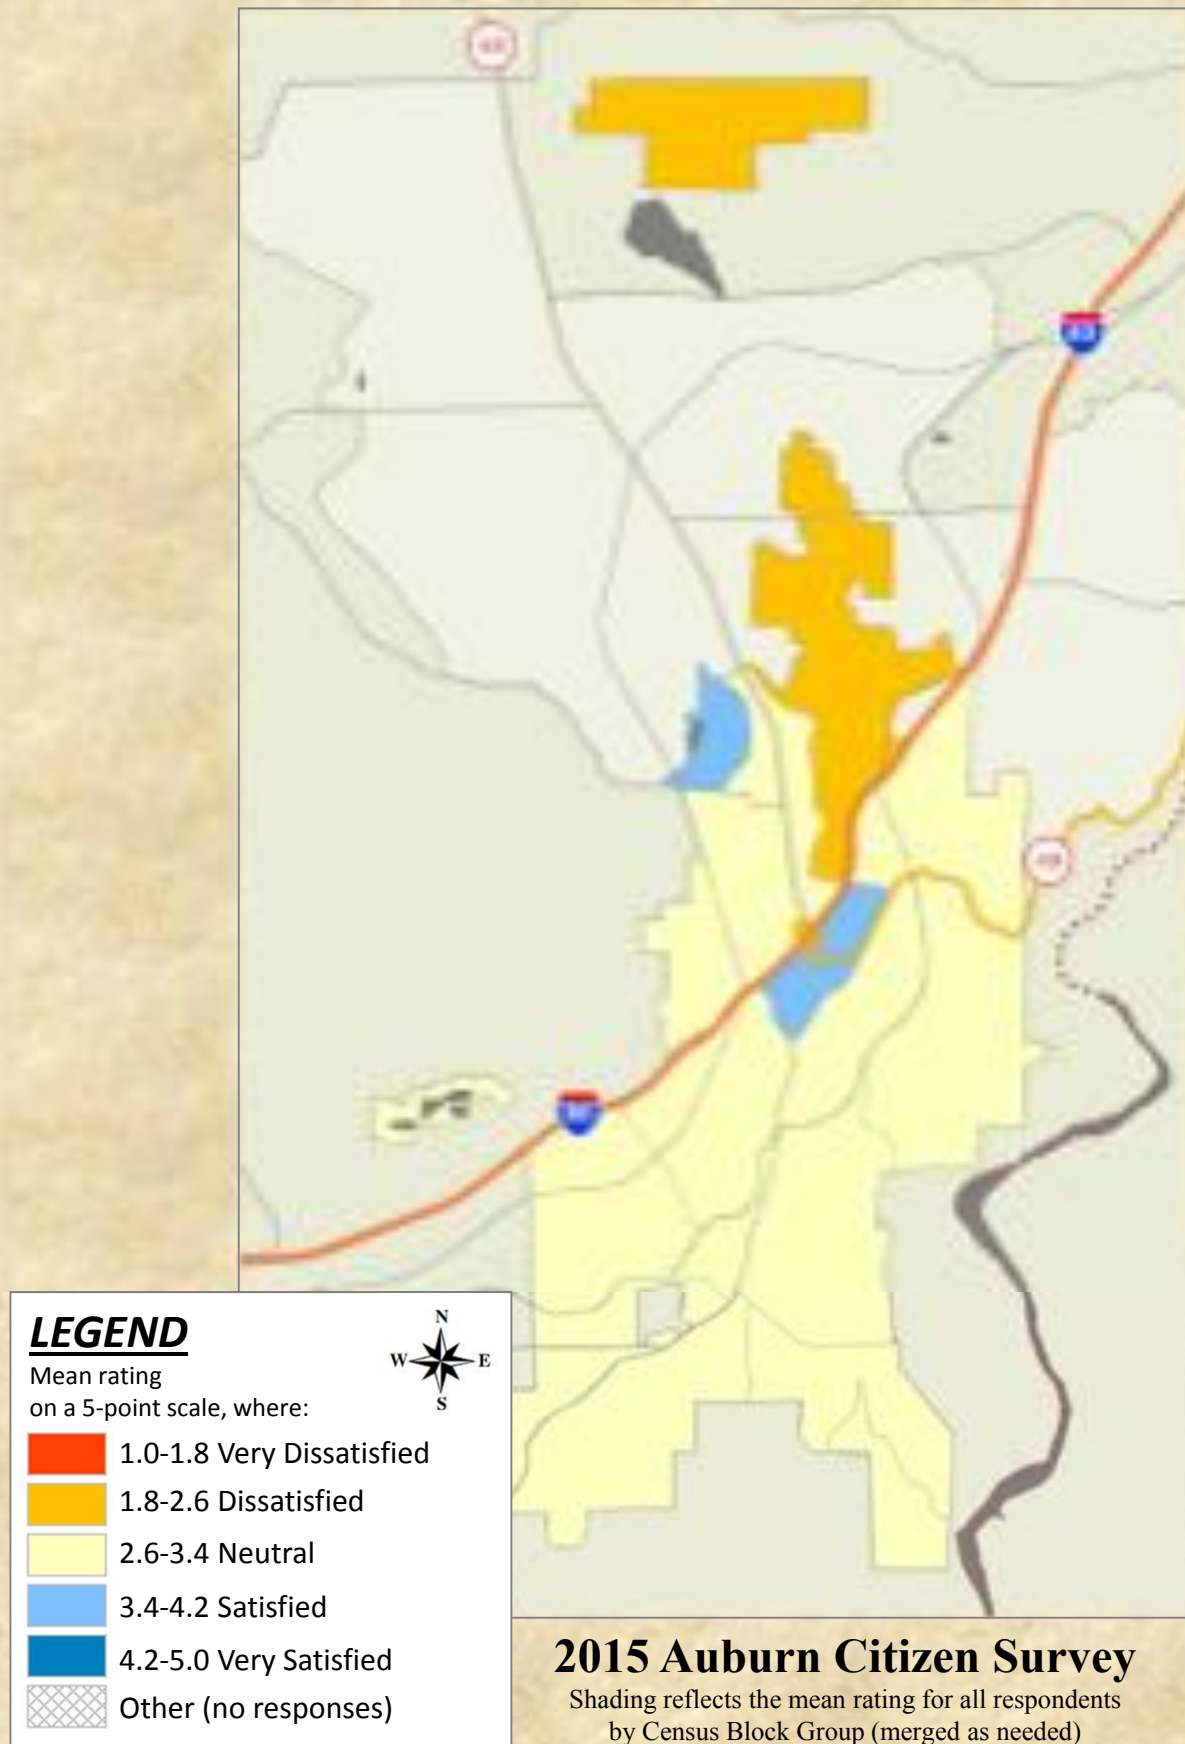 LEGEND
N
W E
S
Mean rating
on a 5-point scale, where:
1.0-1.8 Very Dissatisfied
1.8-2.6 Dissatisfied
2.6-3.4 Neutral
3.4-4.2 Satisfied
4.2-5.0 Very Satisfied
Other (no responses)
2015 Auburn Citizen Survey
Shading reflects the mean rating for all respondents
by Census Block Group (merged as needed)